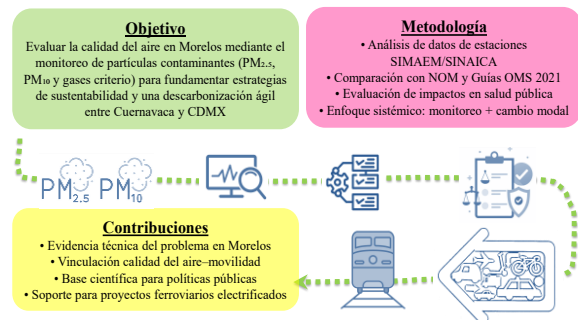 Objetivo
Evaluar la calidad del aire en Morelos mediante el
monitoreo de partículas contaminantes (PM2.5,
PM10 y gases criterio) para fundamentar estrategias
de sustentabilidad y una descarbonización ágil
entre Cuernavaca y CDMX
Metodología
• Análisis de datos de estaciones
SIMAEM/SINAICA
• Comparación con NOM y Guías OMS 2021
• Evaluación de impactos en salud pública
• Enfoque sistémico: monitoreo + cambio modal
PM2.5 PM10
Contribuciones
• Evidencia técnica del problema en Morelos
• Vinculación calidad del aire–movilidad
• Base científica para políticas públicas
• Soporte para proyectos ferroviarios electrificados